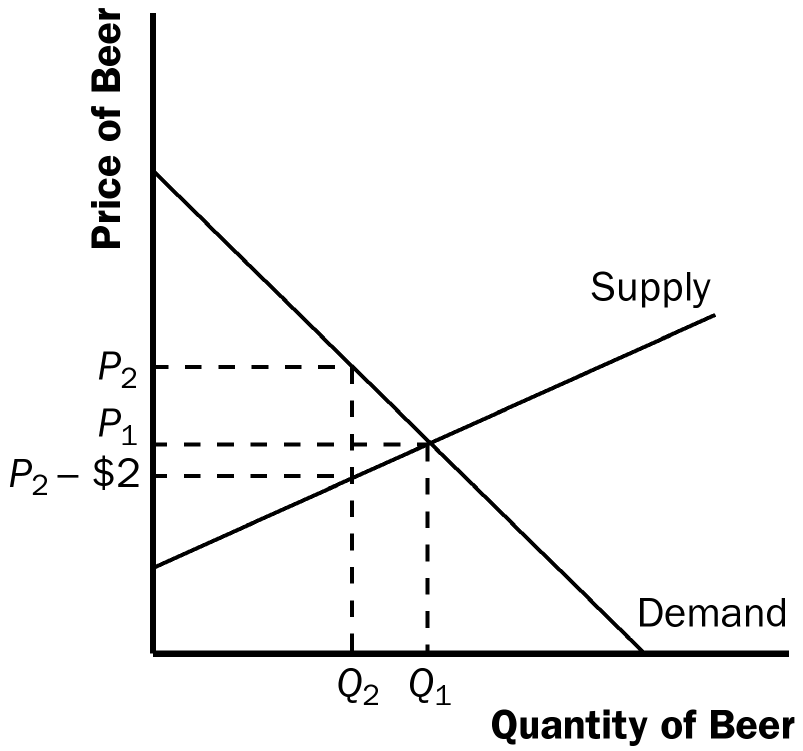 Price of Beer
Supply
P2
P1
P2 – $2
Demand
Q2 Q1
Quantity of Beer